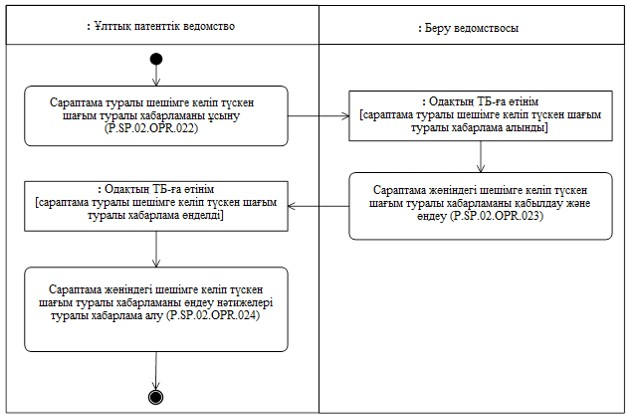 : Ұлттық патенттік ведомство
: Беру ведомствосы
Сараптама туралы шешімге келіп түскен
шағым туралы хабарламаны ұсыну
(P.SP.02.OPR.022)
: Одақтың ТБ-ға өтінім
[сараптама туралы шешімге келіп түскен шағым
туралы хабарлама алынды]
Сараптама жөніндегі шешімге келіп түскен
шағым туралы хабарламаны қабылдау және
өңдеу (P.SP.02.OPR.023)
: Одақтың ТБ-ға өтінім
[сараптама туралы шешімге келіп түскен шағым
туралы хабарлама өңделді]
Сараптама жөніндегі шешімге келіп түскен
шағым туралы хабарламаны өңдеу нәтижелері
туралы хабарлама алу (P.SP.02.OPR.024)